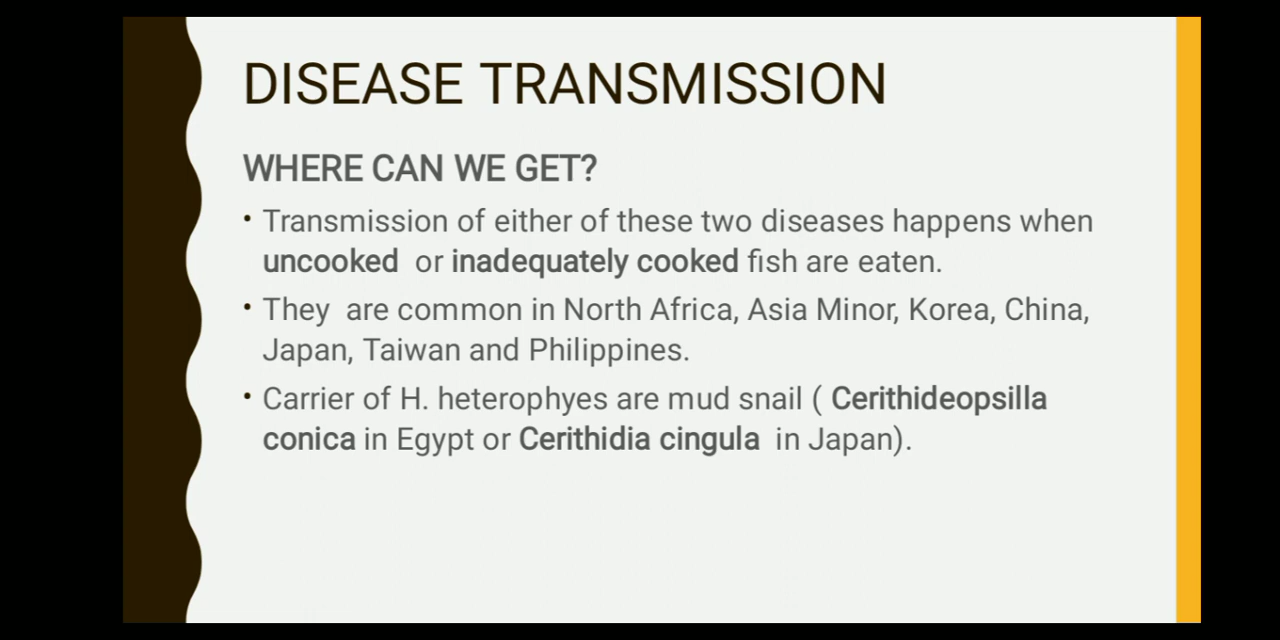 DISEASE TRANSMISSION
WHERE CAN WE GET?
• Transmission of either of these two diseases happens when
uncooked or inadequately cooked fish are eaten.
• They are common in North Africa, Asia Minor, Korea, China,
Japan, Taiwan and Philippines.
• Carrier of H. heterophyes are mud snail ( Cerithideopsilla
conica in Egypt or Cerithidia cingula in Japan).